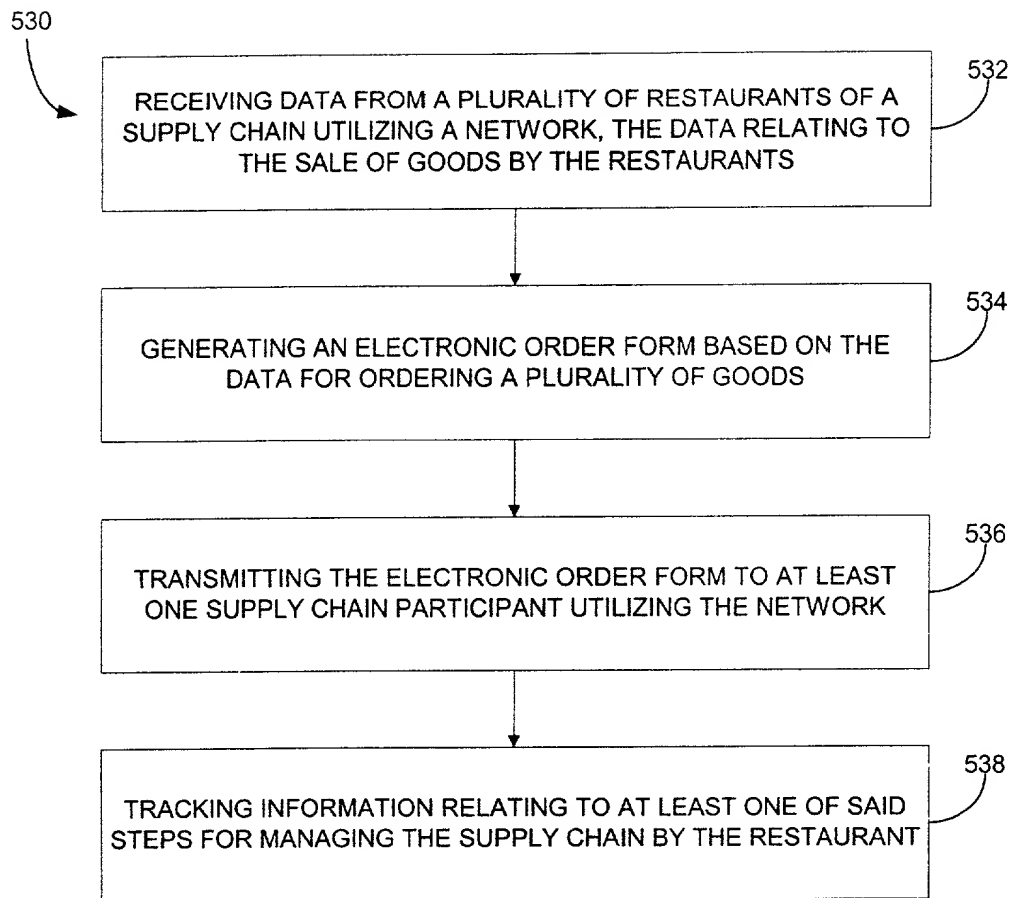 530
532
RECEIVING DATA FROM A PLURALITY OF RESTAURANTS OF A
SUPPLY CHAIN UTILIZING A NETWORK, THE DATA RELATING TO
THE SALE OF GOODS BY THE RESTAURANTS
534
GENERATING AN ELECTRONIC ORDER FORM BASED ON THE
DATA FOR ORDERING A PLURALITY OF GOODS
536
TRANSMITTING THE ELECTRONIC ORDER FORM TO AT LEAST
ONE SUPPLY CHAIN PARTICIPANT UTILIZING THE NETWORK
538
TRACKING INFORMATION RELATING TO AT LEAST ONE OF SAID
STEPS FOR MANAGING THE SUPPLY CHAIN BY THE RESTAURANT